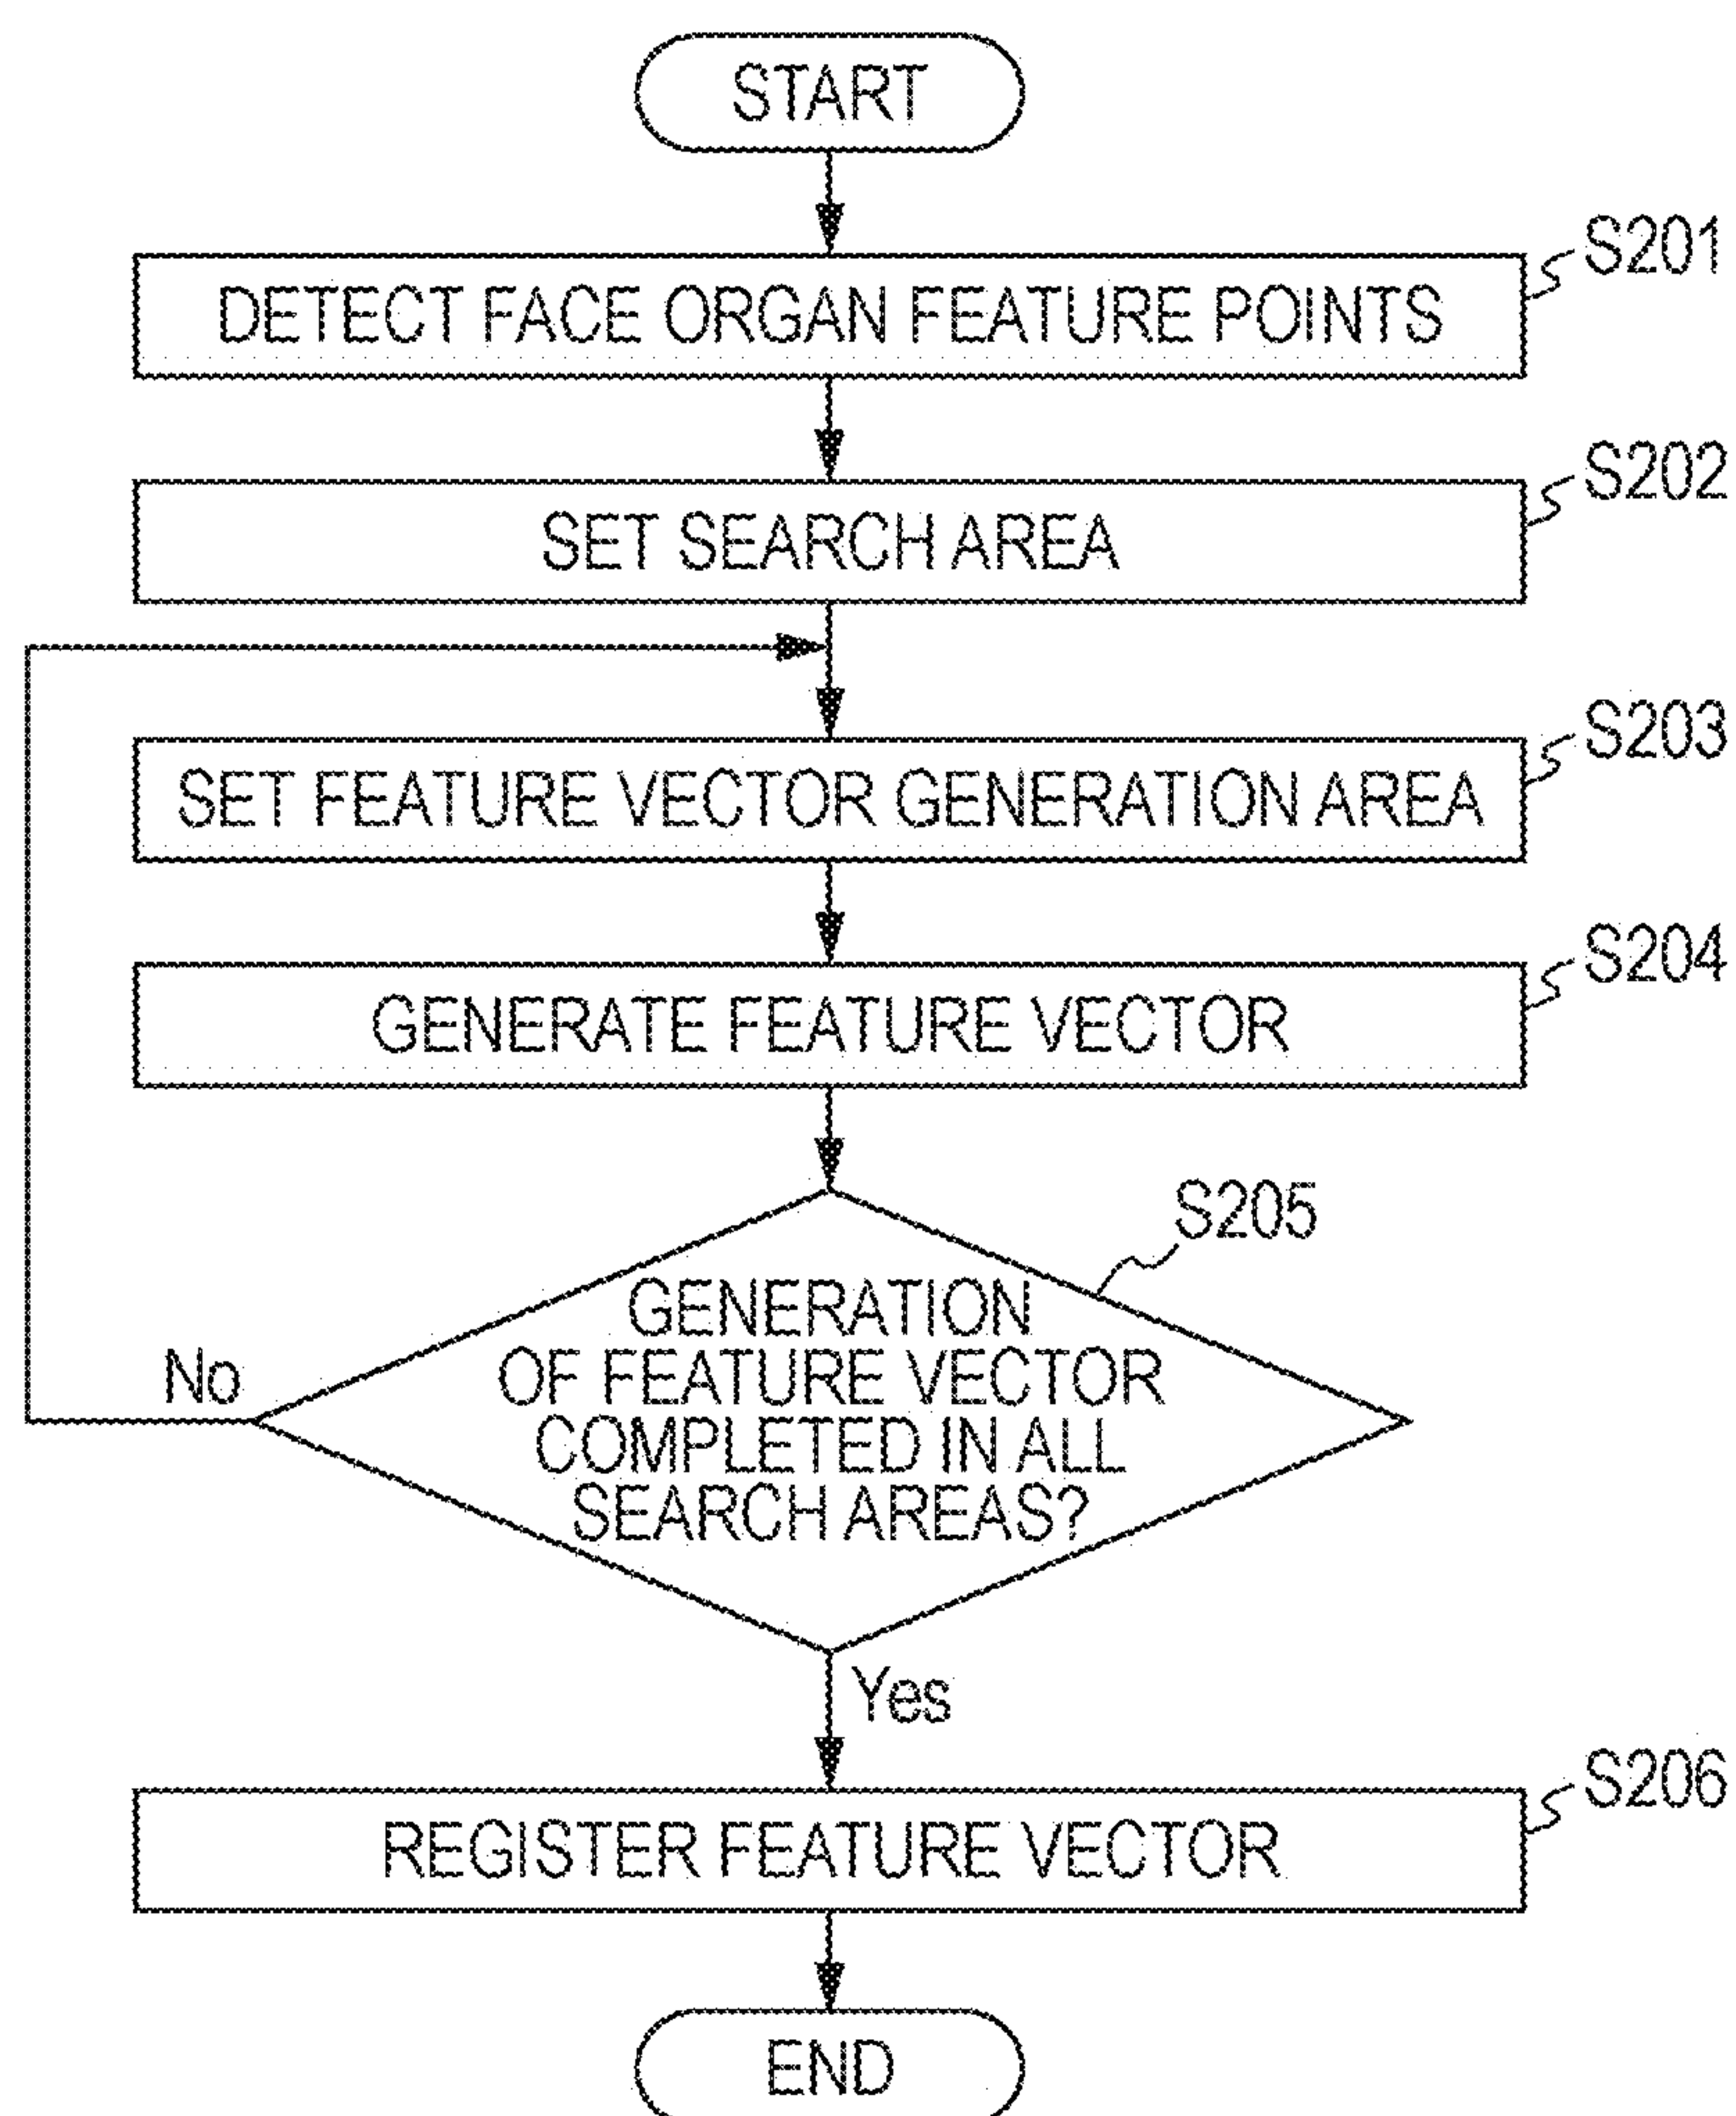 START
S201
DETECT FACE ORGAN FEATURE POINTS
S202
SET SEARCH AREA
S203
SET FEATURE VECTOR GENERATION AREA
S204
GENERATE FEATURE VECTOR
S205
GENERATION
OF FEATURE VECTOR
COMPLETED IN ALL
SEARCH AREAS?
No
Yes
S206
REGISTER FEATURE VECTOR
END